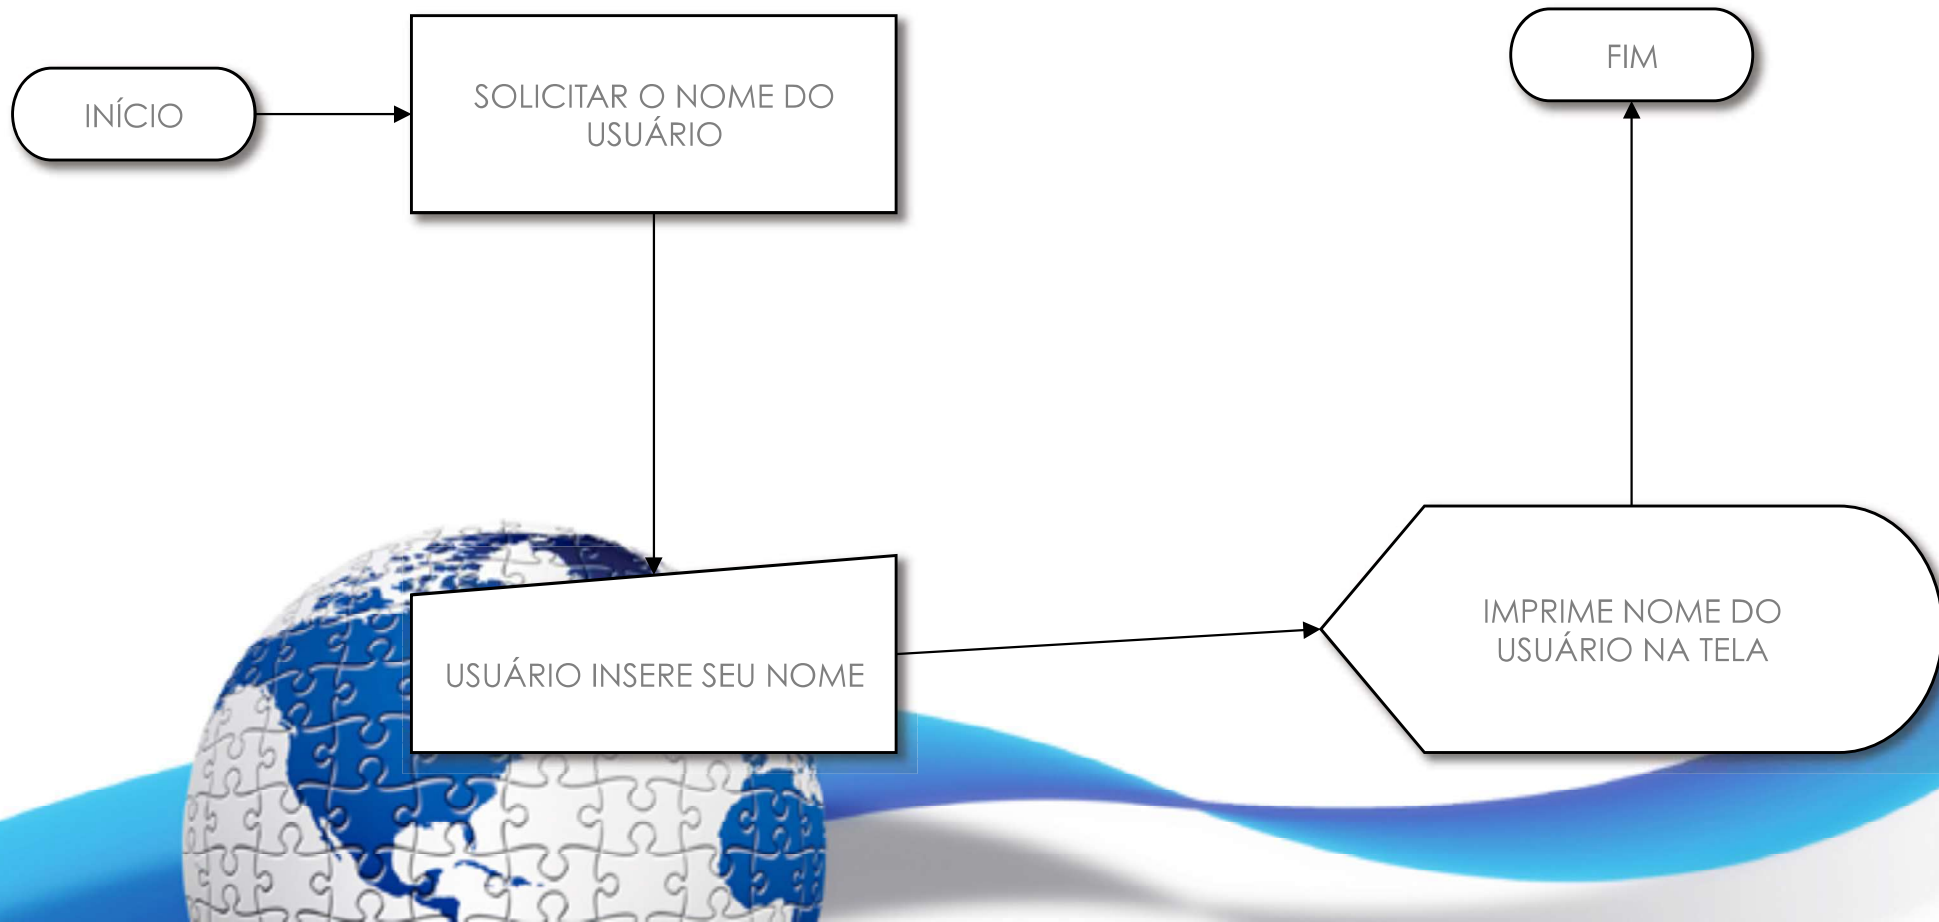 INÍCIO
SOLICITAR O NOME DO
USUÁRIO
USUÁRIO INSERE SEU NOME
IMPRIME NOME DO
USUÁRIO NA TELA
FIM